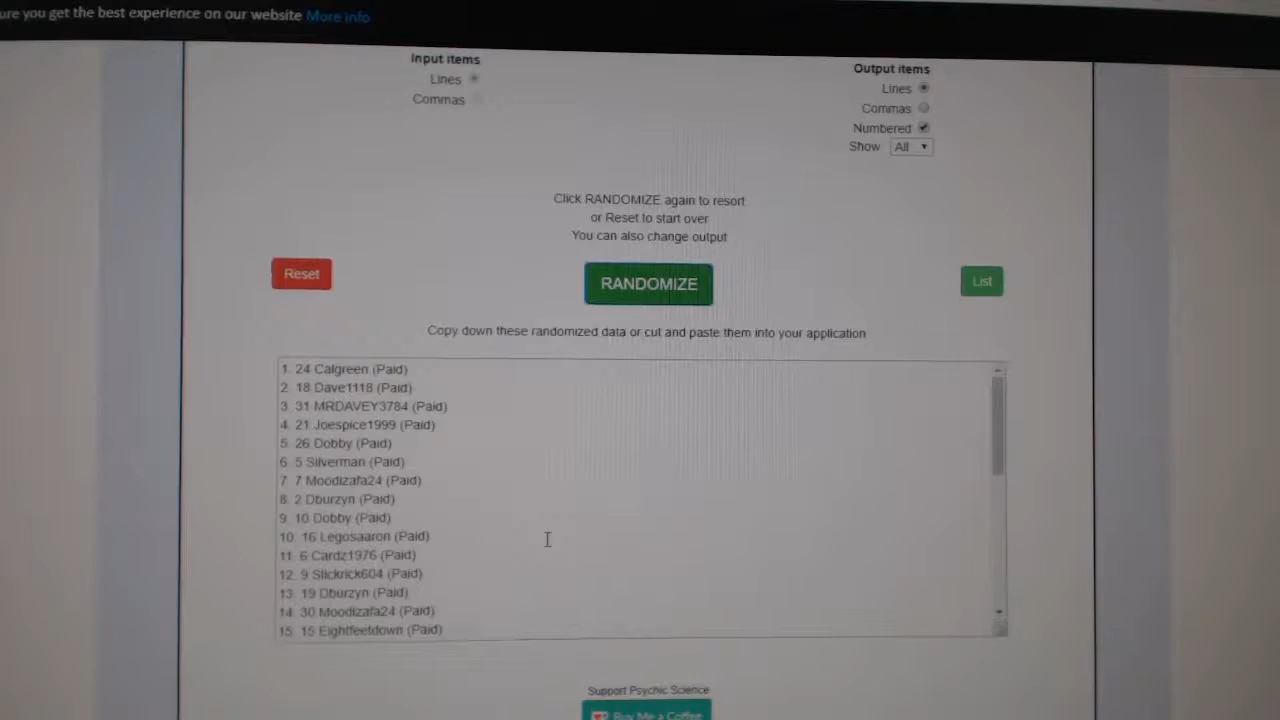 ure you get the best experience on our website More info
Input items
Lines
Commas
Output items
Lines
Commas
Numbered
Show All
Click RANDOMIZE again to resort
or Reset to start over
You can also change output
Reset
RANDOMIZE
List
Copy down these randomized data or cut and paste them into your application
1. 24 Calgreen (Paid)
2. 18 Dave1118 (Paid)
3. 31 MRDAVEY3784 (Paid)
4. 21 Joespice1999 (Paid)
5. 26 Dobby (Paid)
6. 5 Silverman (Paid)
7. 7 Moodizafa24 (Paid)
8. 2 Dburzyn (Paid)
9. 10 Dobby (Paid)
10. 16 Legosaaron (Paid)
11. 6 Cardz1976 (Paid)
12. 9 Slickrick604 (Paid)
13. 19 Dburzyn (Paid)
14. 30 Moodizafa24 (Paid)
15. 15 Eightfeetdown (Paid)
Support Psychic Science
Buy Me a Coffee